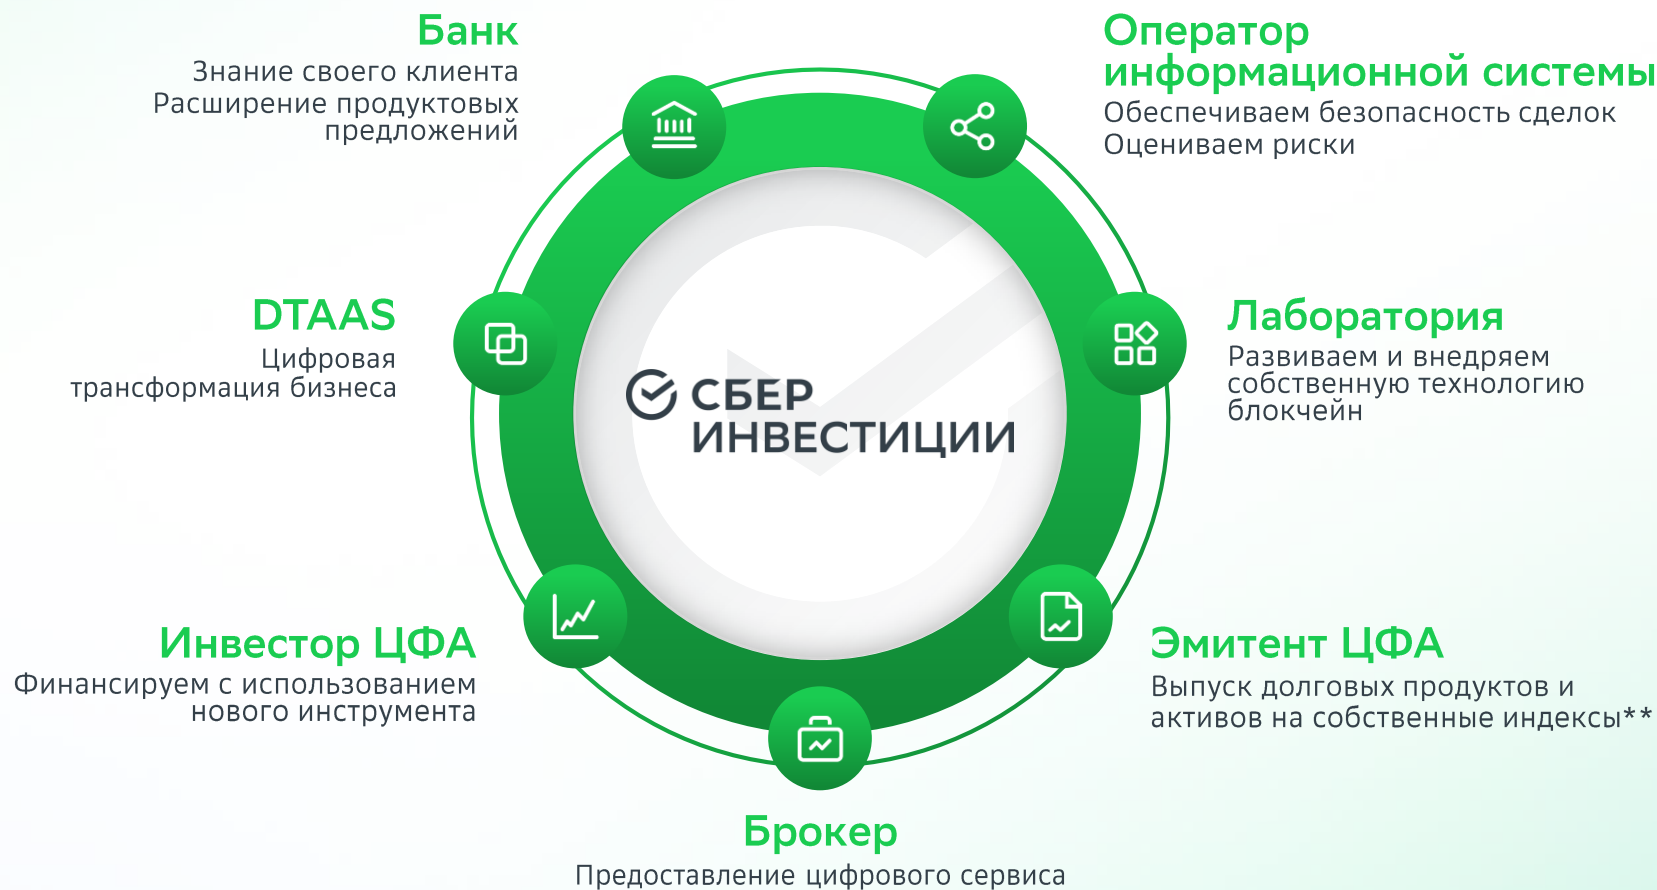 Банк
Знание своего клиента
Расширение продуктовых
предложений
Оператор
информационной системы
Обеспечиваем безопасность сделок
Оцениваем риски
DTAAS
Цифровая
трансформация бизнеса
СБЕР
ИНВЕСТИЦИИ
Лаборатория
Развиваем и внедряем
собственную технологию
блокчейн
Инвестор ЦФА
Финансируем с использованием
нового инструмента
Эмитент ЦФА
Выпуск долговых продуктов и
активов на собственные индексы**
Брокер
Предоставление цифрового сервиса